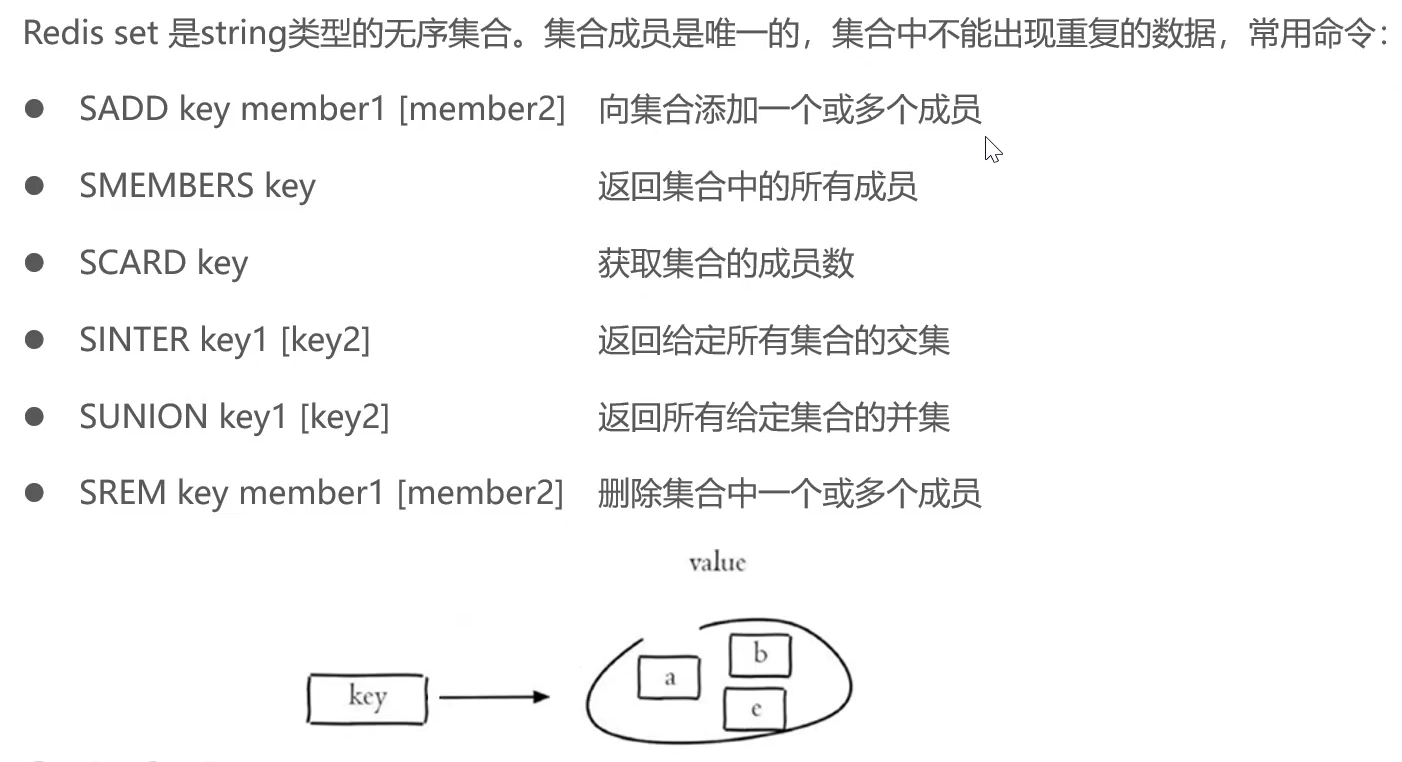 Redis set 是string类型的无序集合。集合成员是唯一的，集合中不能出现重复的数据，常用命令：
● SADD key member1 [member2] 向集合添加一个或多个成员
● SMEMBERS key 返回集合中的所有成员
● SCARD key 获取集合的成员数
● SINTER key1 [key2] 返回给定所有集合的交集
● SUNION key1 [key2] 返回所有给定集合的并集
● SREM key member1 [member2] 删除集合中一个或多个成员
value
b
a
key
e